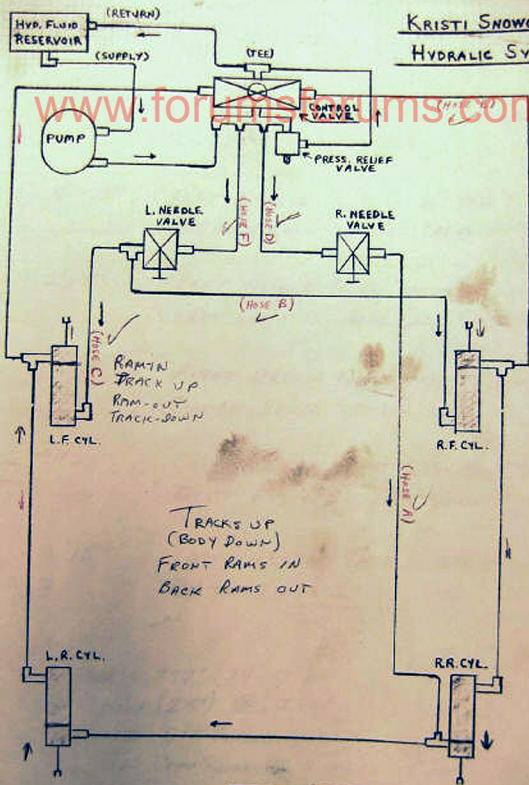 (RETURN)
KRISTI SNOW
HYDRALIC S
HYD. FLUID
RESERVOIR
(SUPPLY)
(TEE)
www.forumsforums.com
CONTROL
VALVE
PUMP
PRESS. RELIEF
VALVE
L. NEEDLE
VALVE
R. NEEDLE
VALVE
(HOSE F)
(HOSE D)
(HOSE B)
(HOSE C)
RAM-IN
TRACK UP
RAM-OUT
TRACK-DOWN
L.F. CYL.
R.F. CYL.
(HOSE A)
TRACKS UP
(BODY DOWN)
FRONT RAMS IN
BACK RAMS OUT
L.R. CYL.
R.R. CYL.